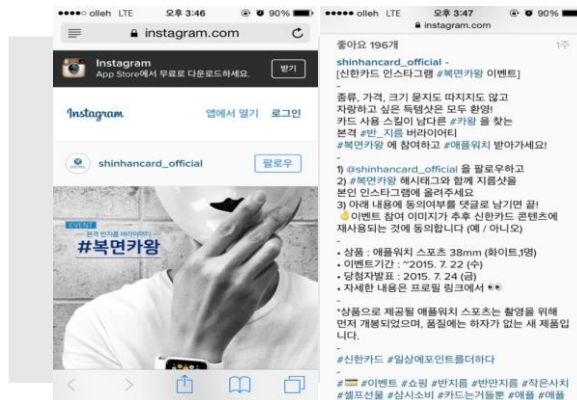 olleh LTE 오후 3:46 90%
instagram.com
Instagram
App Store에서 무료로 다운로드하세요.
받기
Instagram 앱에서 열기 로그인
shinhancard_official 팔로우
EVENT
본격 반지름 버라이어티
#복면카왕
olleh LTE 오후 3:47 90%
instagram.com
좋아요 196개 1주
shinhancard_official -
[신한카드 인스타그램 #복면카왕 이벤트]
-
종류, 가격, 크기 묻지도 따지지도 않고
자랑하고 싶은 득템샷은 모두 환영!
카드 사용 스킬이 남다른 #카왕 을 찾는
본격 #반_지름 버라이어티
#복면카왕 에 참여하고 #애플워치 받아가세요!
-
1) @shinhancard_official 을 팔로우하고
2) #복면카왕 해시태그와 함께 지름샷을
본인 인스타그램에 올려주세요
3) 아래 내용에 동의여부를 댓글로 남기면 끝!
이벤트 참여 이미지가 추후 신한카드 콘텐츠에
재사용되는 것에 동의합니다 (예 / 아니오)
-
• 상품 : 애플워치 스포츠 38mm (화이트,1명)
• 이벤트기간 : ~2015. 7. 22 (수)
• 당첨자발표 : 2015. 7. 24 (금)
• 자세한 내용은 프로필 링크에서
-
*상품으로 제공될 애플워치 스포츠는 촬영을 위해
먼저 개봉되었으며, 품질에는 하자가 없는 새 제품입
니다.
-
#신한카드 #일상에포인트를더하다
-
# #이벤트 #쇼핑 #반지름 #반만지름 #작은사치
#셀프선물 #삼시소비 #카드는거들뿐 #애플 #애플